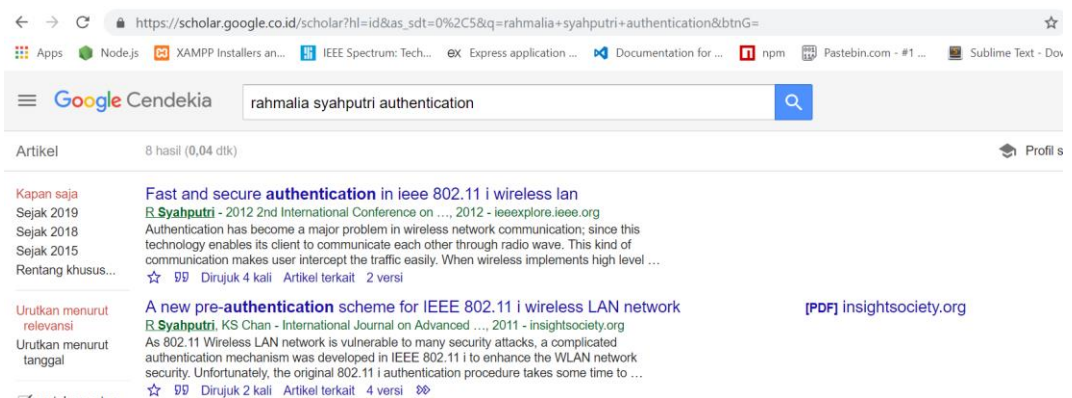 https://scholar.google.co.id/scholar?hl=id&as_sdt=0%2C5&q=rahmalia+syahputri+authentication&btnG=
Apps Node.js XAMPP Installers an... IEEE Spectrum: Tech... ex Express application ... Documentation for ... npm Pastebin.com - #1 ... Sublime Text - Dov
Google Cendekia rahmalia syahputri authentication
Artikel 8 hasil (0,04 dtk) Profil s
Kapan saja
Sejak 2019
Sejak 2018
Sejak 2015
Rentang khusus...
Urutkan menurut
relevansi
Urutkan menurut
tanggal
Fast and secure authentication in ieee 802.11 i wireless lan
R Syahputri - 2012 2nd International Conference on …, 2012 - ieeexplore.ieee.org
Authentication has become a major problem in wireless network communication; since this
technology enables its client to communicate each other through radio wave. This kind of
communication makes user intercept the traffic easily. When wireless implements high level …
Dirujuk 4 kali Artikel terkait 2 versi
A new pre-authentication scheme for IEEE 802.11 i wireless LAN network
R Syahputri, KS Chan - International Journal on Advanced …, 2011 - insightsociety.org
As 802.11 Wireless LAN network is vulnerable to many security attacks, a complicated
authentication mechanism was developed in IEEE 802.11 i to enhance the WLAN network
security. Unfortunately, the original 802.11 i authentication procedure takes some time to …
Dirujuk 2 kali Artikel terkait 4 versi
[PDF] insightsociety.org